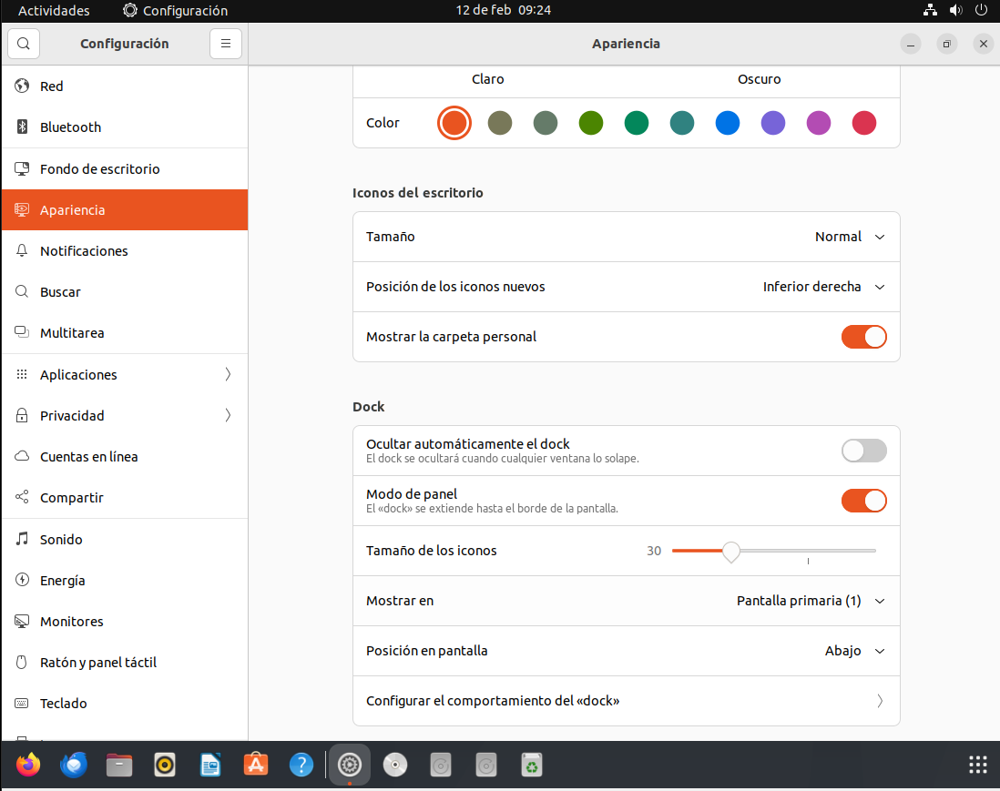 Actividades
Configuración
12 de feb 09:24
Configuración
Apariencia
Red
Bluetooth
Fondo de escritorio
Apariencia
Notificaciones
Buscar
Multitarea
Aplicaciones
Privacidad
Cuentas en línea
Compartir
Sonido
Energía
Monitores
Ratón y panel táctil
Teclado
Claro
Oscuro
Color
Iconos del escritorio
Tamaño
Normal
Posición de los iconos nuevos
Inferior derecha
Mostrar la carpeta personal
Dock
Ocultar automáticamente el dock
El dock se ocultará cuando cualquier ventana lo solape.
Modo de panel
El «dock» se extiende hasta el borde de la pantalla.
Tamaño de los iconos
30
Mostrar en
Pantalla primaria (1)
Posición en pantalla
Abajo
Configurar el comportamiento del «dock»